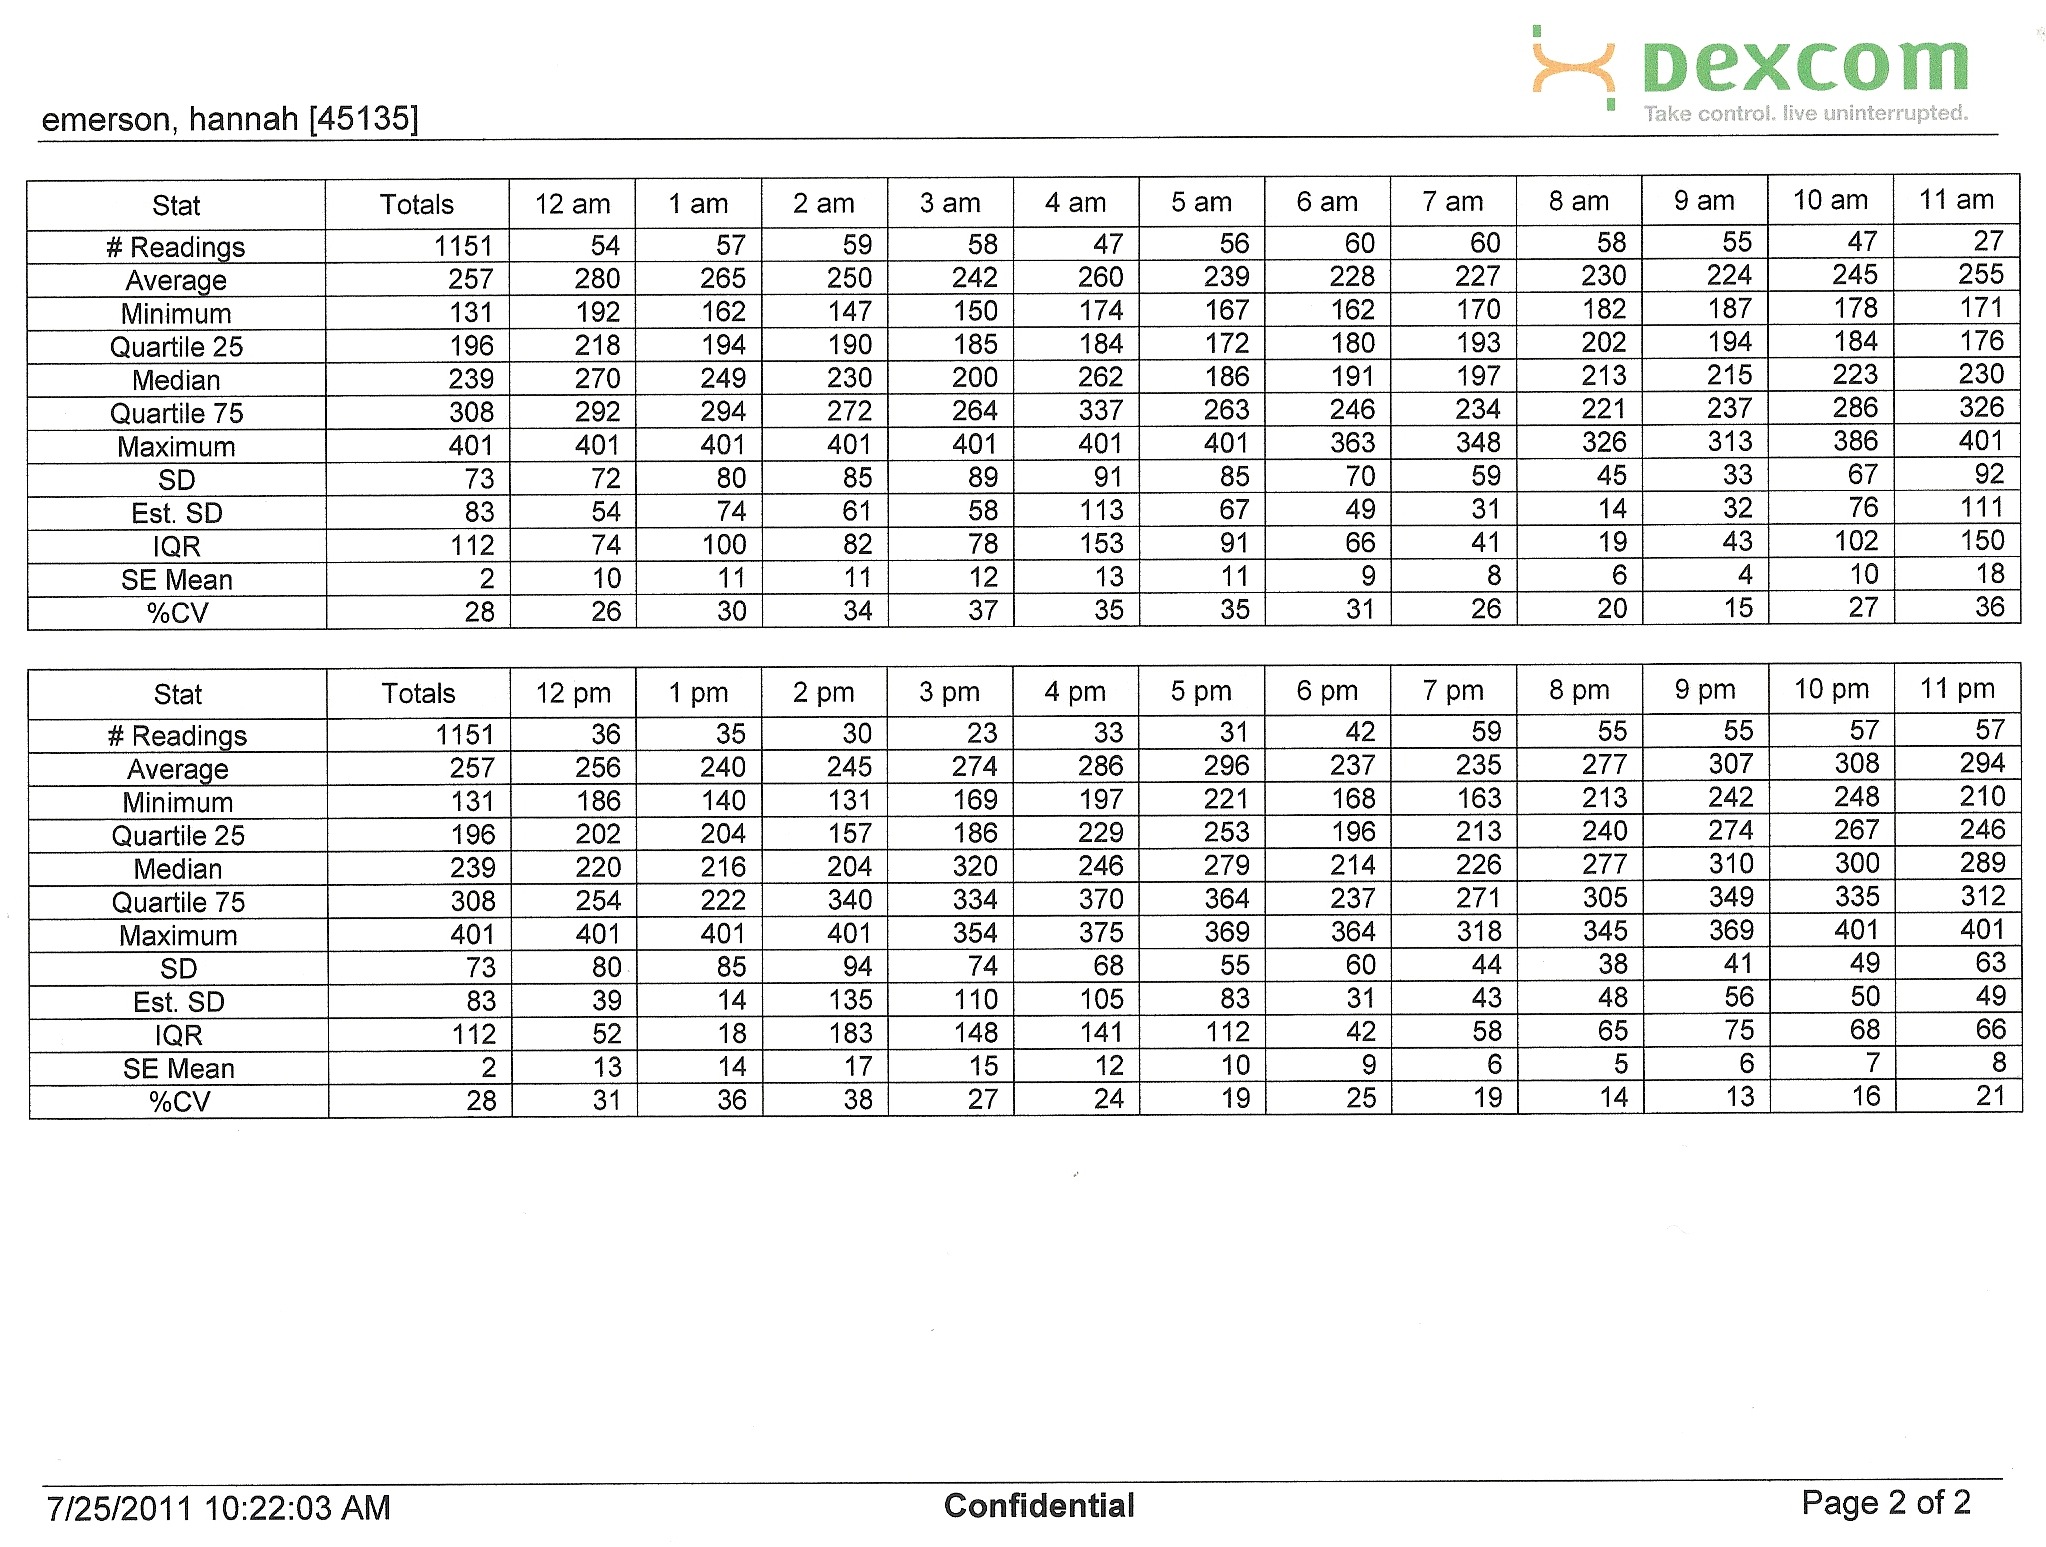 Dexcom
Take control. live uninterrupted.
emerson, hannah [45135]
Stat Totals 12 am 1 am 2 am 3 am 4 am 5 am 6 am 7 am 8 am 9 am 10 am 11 am
# Readings 1151 54 57 59 58 47 56 60 60 58 55 47 27
Average 257 280 265 250 242 260 239 228 227 230 224 245 255
Minimum 131 192 162 147 150 174 167 162 170 182 187 178 171
Quartile 25 196 218 194 190 185 184 172 180 193 202 194 184 176
Median 239 270 249 230 200 262 186 191 197 213 215 223 230
Quartile 75 308 292 294 272 264 337 263 246 234 221 237 286 326
Maximum 401 401 401 401 401 401 401 363 348 326 313 386 401
SD 73 72 80 85 89 91 85 70 59 45 33 67 92
Est. SD 83 54 74 61 58 113 67 49 31 14 32 76 111
IQR 112 74 100 82 78 153 91 66 41 19 43 102 150
SE Mean 2 10 11 11 12 13 11 9 8 6 4 10 18
%CV 28 26 30 34 37 35 35 31 26 20 15 27 36
Stat Totals 12 pm 1 pm 2 pm 3 pm 4 pm 5 pm 6 pm 7 pm 8 pm 9 pm 10 pm 11 pm
# Readings 1151 36 35 30 23 33 31 42 59 55 55 57 57
Average 257 256 240 245 274 286 296 237 235 277 307 308 294
Minimum 131 186 140 131 169 197 221 168 163 213 242 248 210
Quartile 25 196 202 204 157 186 229 253 196 213 240 274 267 246
Median 239 220 216 204 320 246 279 214 226 277 310 300 289
Quartile 75 308 254 222 340 334 370 364 237 271 305 349 335 312
Maximum 401 401 401 401 354 375 369 364 318 345 369 401 401
SD 73 80 85 94 74 68 55 60 44 38 41 49 63
Est. SD 83 39 14 135 110 105 83 31 43 48 56 50 49
IQR 112 52 18 183 148 141 112 42 58 65 75 68 66
SE Mean 2 13 14 17 15 12 10 9 6 5 6 7 8
%CV 28 31 36 38 27 24 19 25 19 14 13 16 21
7/25/2011 10:22:03 AM Confidential Page 2 of 2